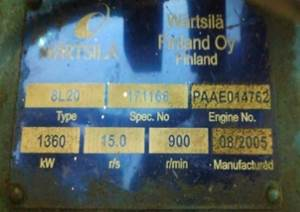 WÄRTSILÄ
Wärtsilä
Finland Oy
Finland
8L20 171166 PAAE014762
Type Spec. No Engine No.
1360 15.0 900 08/2005
kW r/s r/min Manufactured